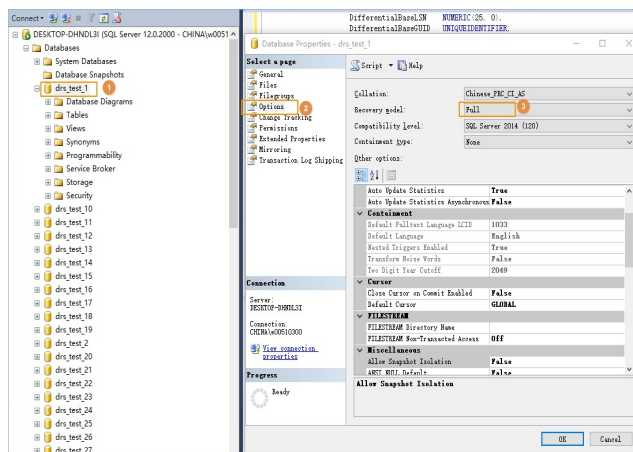 Connect
DESKTOP-DHNDL3I (SQL Server 12.0.2000 - CHINA\w0051
Databases
System Databases
Database Snapshots
drs_test_1
1
Database Diagrams
Tables
Views
Synonyms
Programmability
Service Broker
Storage
Security
drs_test_10
drs_test_11
drs_test_12
drs_test_13
drs_test_14
drs_test_15
drs_test_16
drs_test_17
drs_test_18
drs_test_19
drs_test_2
drs_test_20
drs_test_21
drs_test_22
drs_test_23
drs_test_24
drs_test_25
drs_test_26
drs_test_27
DifferentialBaseLSN NUMERIC(25, 0),
DifferentialBaseGUID UNIQUEIDENTIFIER,
Database Properties - drs_test_1
Select a page
General
Files
Filegroups
Options
2
Change Tracking
Permissions
Extended Properties
Mirroring
Transaction Log Shipping
Connection
Server:
DESKTOP-DHNDL3I
Connection:
CHINA\w00510300
View connection
properties
Progress
Ready
Script Help
Collation: Chinese_PRC_CI_AS
Recovery model: Full 3
Compatibility level: SQL Server 2014 (120)
Containment type: None
Other options:
Auto Update Statistics True
Auto Update Statistics Asynchronous False
Containment
Default Fulltext Language LCID 1033
Default Language English
Nested Triggers Enabled True
Transform Noise Words False
Two Digit Year Cutoff 2049
Cursor
Close Cursor on Commit Enabled False
Default Cursor GLOBAL
FILESTREAM
FILESTREAM Directory Name
FILESTREAM Non-Transacted Access Off
Miscellaneous
Allow Snapshot Isolation False
ANSI NULL Default False
Allow Snapshot Isolation
OK Cancel